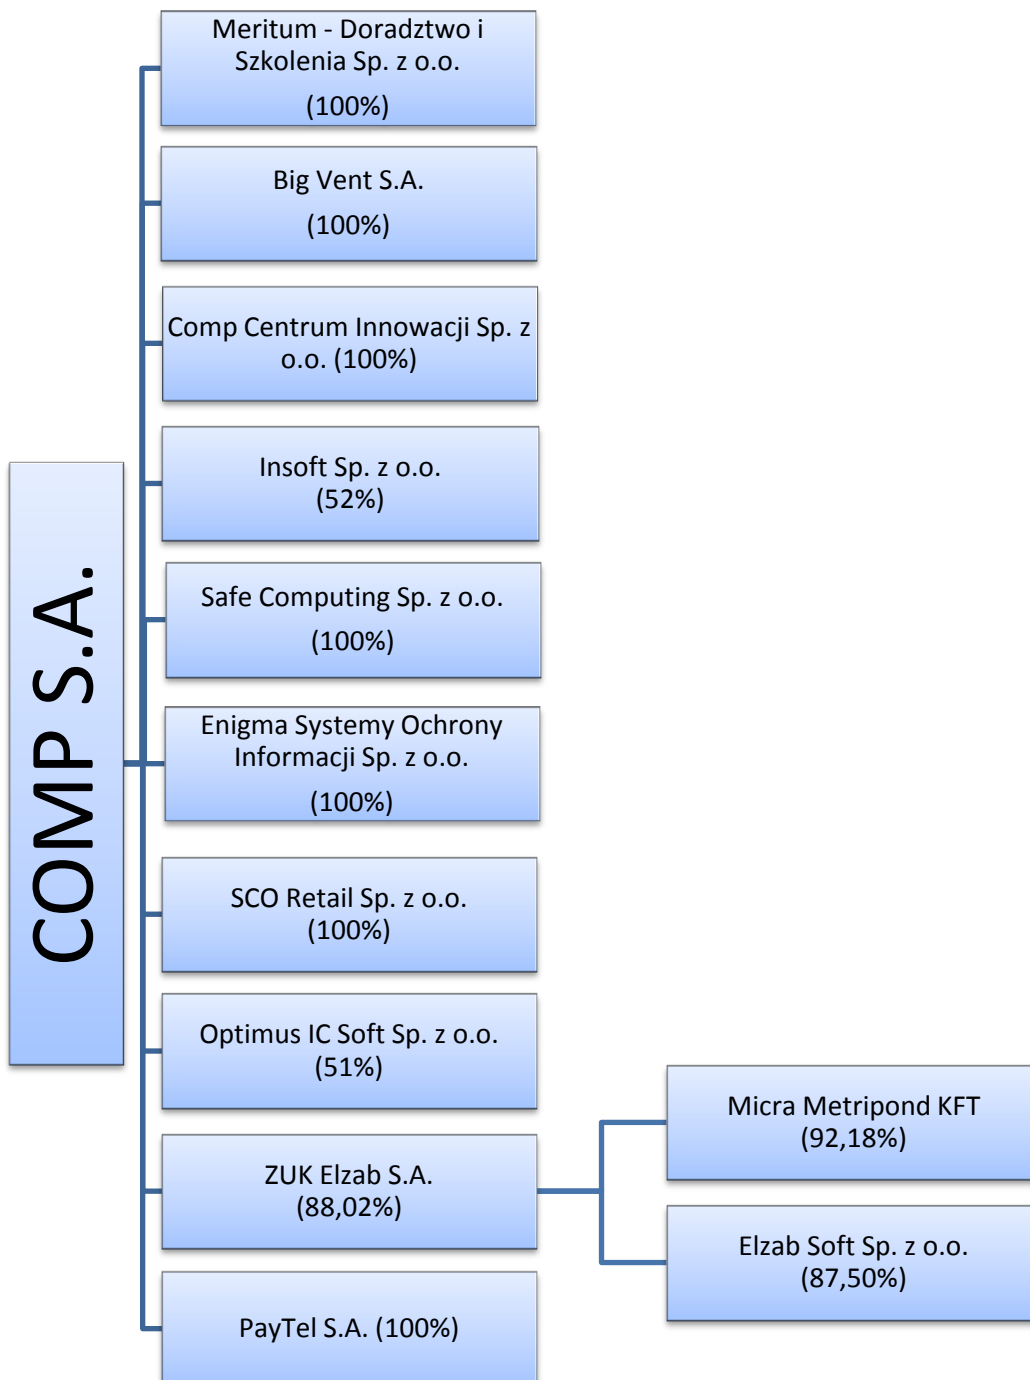 COMP S.A.
Meritum - Doradztwo i
Szkolenia Sp. z o.o.
(100%)
Big Vent S.A.
(100%)
Comp Centrum Innowacji Sp. z
o.o. (100%)
Insoft Sp. z o.o.
(52%)
Safe Computing Sp. z o.o.
(100%)
Enigma Systemy Ochrony
Informacji Sp. z o.o.
(100%)
SCO Retail Sp. z o.o.
(100%)
Optimus IC Soft Sp. z o.o.
(51%)
ZUK Elzab S.A.
(88,02%)
Micra Metripond KFT
(92,18%)
Elzab Soft Sp. z o.o.
(87,50%)
PayTel S.A. (100%)